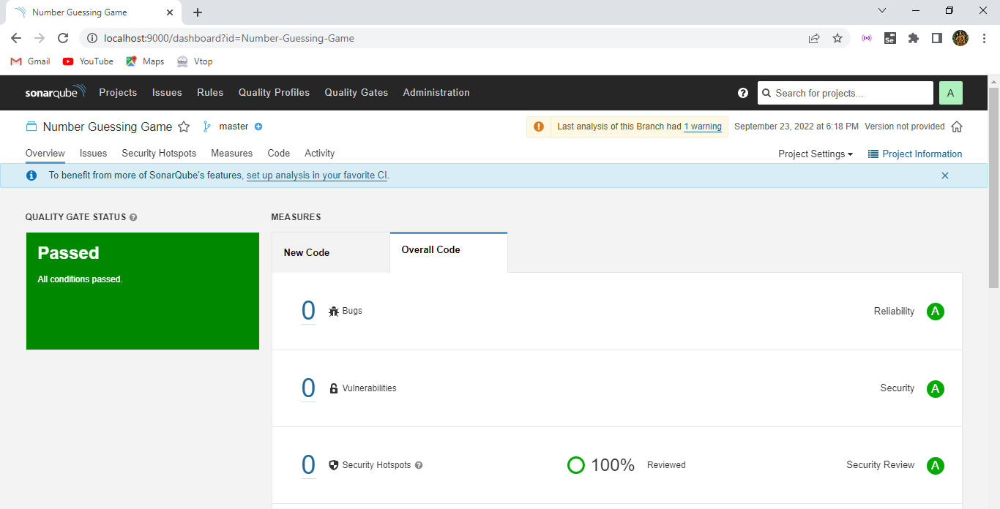 Number Guessing Game
localhost:9000/dashboard?id=Number-Guessing-Game
Se
Gmail YouTube Maps Vtop
sonarqube Projects Issues Rules Quality Profiles Quality Gates Administration ? Search for projects... A
Number Guessing Game master Last analysis of this Branch had 1 warning September 23, 2022 at 6:18 PM Version not provided
Overview Issues Security Hotspots Measures Code Activity Project Settings Project Information
To benefit from more of SonarQube's features, set up analysis in your favorite CI.
QUALITY GATE STATUS ? MEASURES
Passed
All conditions passed.
New Code Overall Code
0 Bugs Reliability A
0 Vulnerabilities Security A
0 Security Hotspots ? 100% Reviewed Security Review A